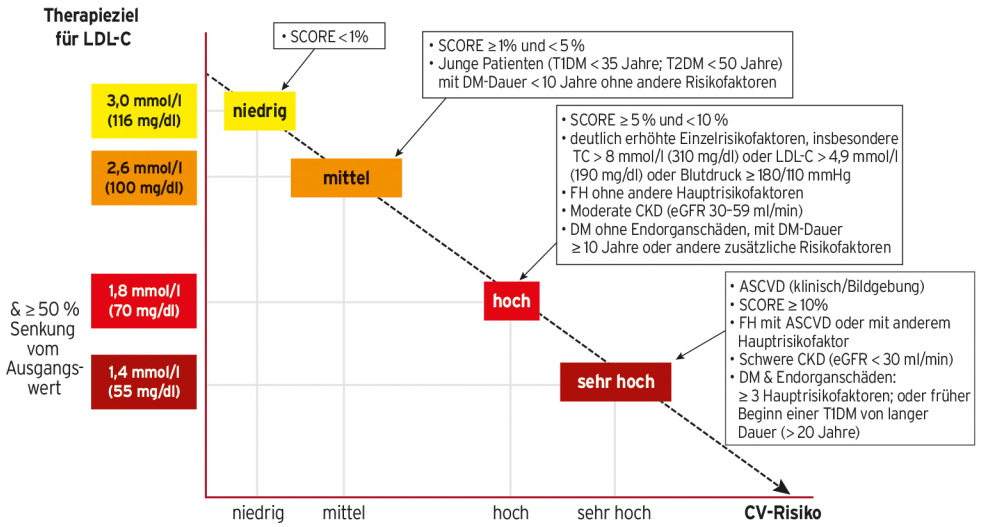 Therapieziel
für LDL-C
• SCORE < 1%
• SCORE ≥ 1% und < 5 %
• Junge Patienten (T1DM < 35 Jahre; T2DM < 50 Jahre)
mit DM-Dauer < 10 Jahre ohne andere Risikofaktoren
3,0 mmol/l
(116 mg/dl)
niedrig
2,6 mmol/l
(100 mg/dl)
mittel
• SCORE ≥ 5 % und < 10 %
• deutlich erhöhte Einzelrisikofaktoren, insbesondere
TC > 8 mmol/l (310 mg/dl) oder LDL-C > 4,9 mmol/l
(190 mg/dl) oder Blutdruck ≥ 180/110 mmHg
• FH ohne andere Hauptrisikofaktoren
• Moderate CKD (eGFR 30–59 ml/min)
• DM ohne Endorganschäden, mit DM-Dauer
≥ 10 Jahre oder andere zusätzliche Risikofaktoren
& ≥ 50 %
Senkung
vom
Ausgangs-
wert
1,8 mmol/l
(70 mg/dl)
hoch
1,4 mmol/l
(55 mg/dl)
sehr hoch
• ASCVD (klinisch/Bildgebung)
• SCORE ≥ 10%
• FH mit ASCVD oder mit anderem
Hauptrisikofaktor
• Schwere CKD (eGFR < 30 ml/min)
• DM & Endorganschäden:
≥ 3 Hauptrisikofaktoren; oder früher
Beginn einer T1DM von langer
Dauer (> 20 Jahre)
niedrig
mittel
hoch
sehr hoch
CV-Risiko